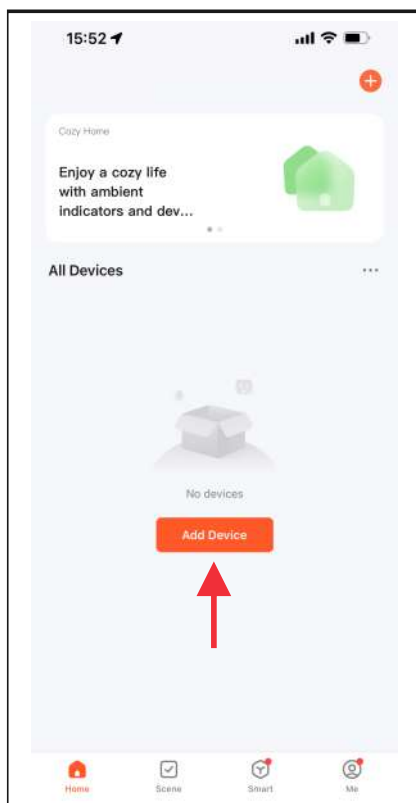 15:52
Cozy Home
Enjoy a cozy life
with ambient
indicators and dev...
All Devices
No devices
Add Device
Home Scene Smart Me